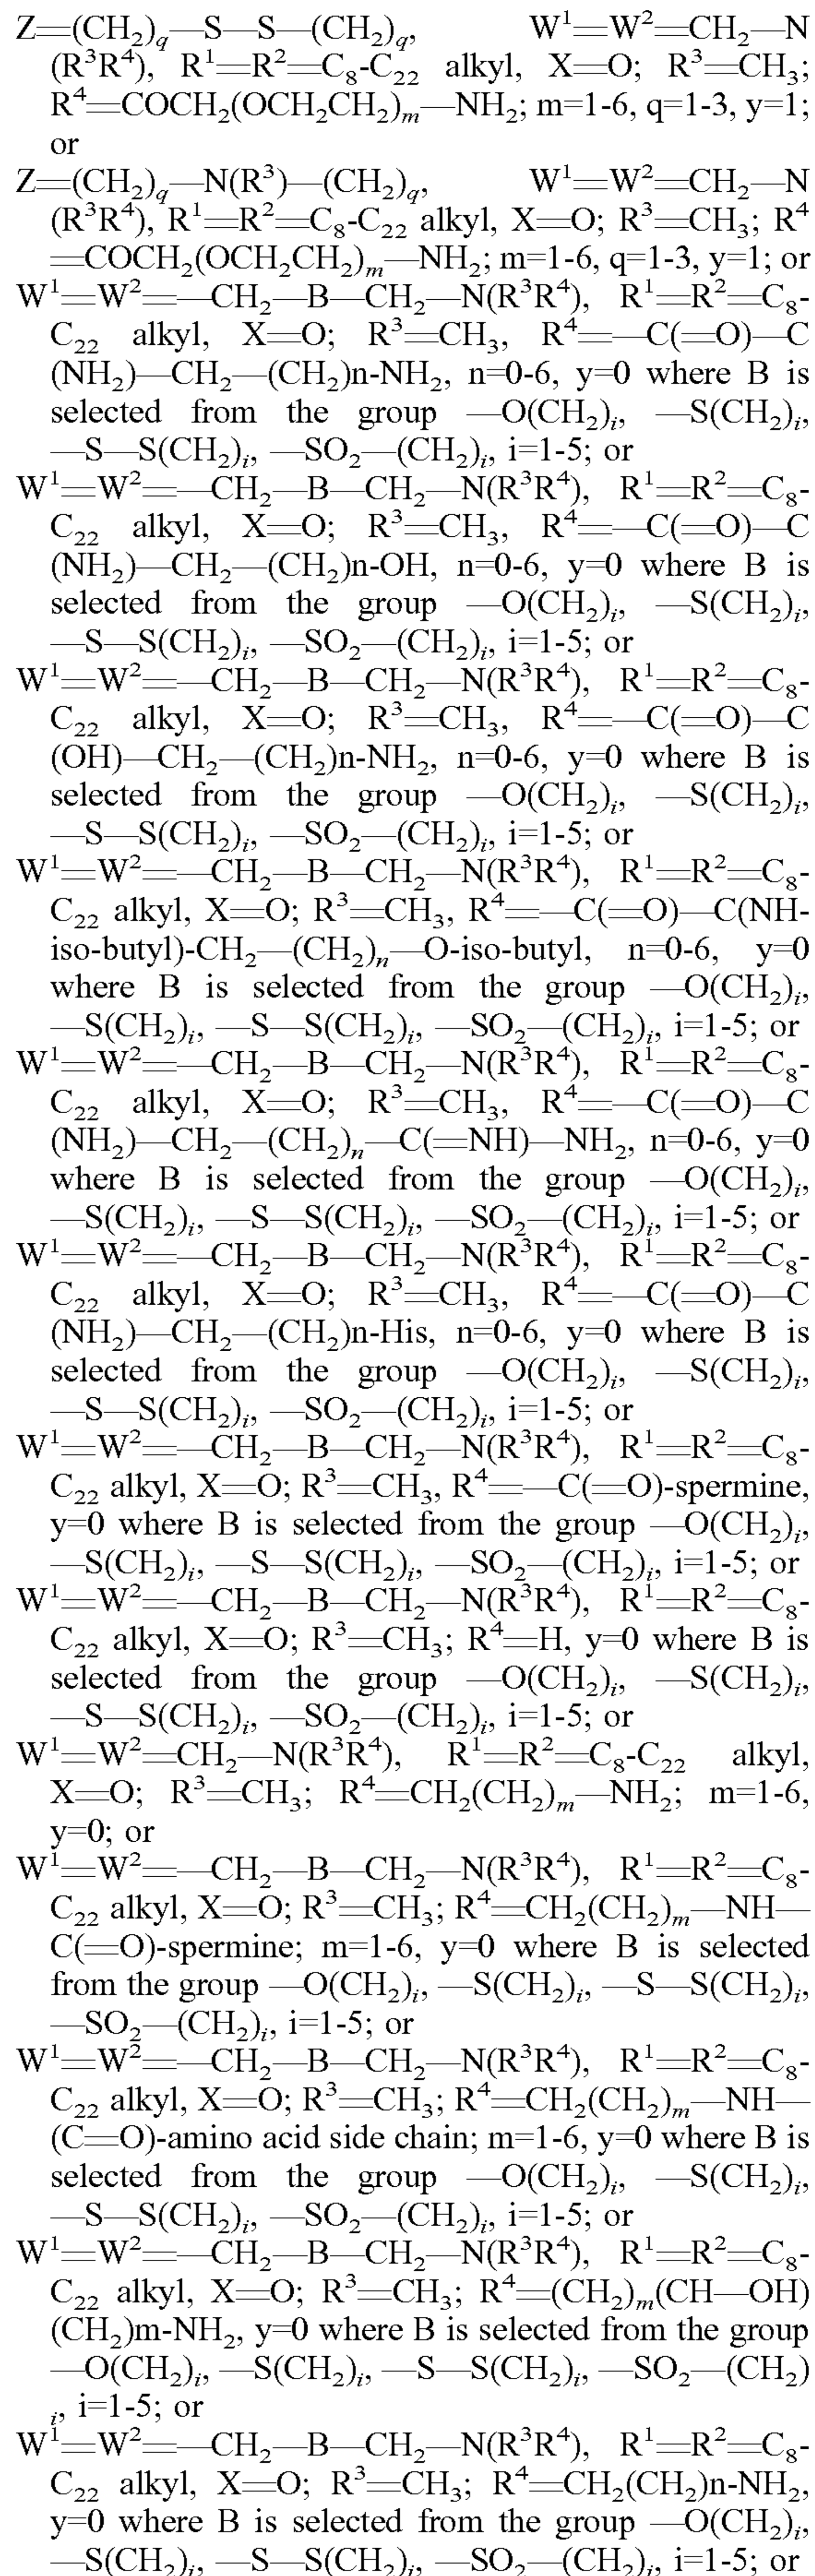 Z═(CH₂)q—S—S—(CH₂)q, W¹═W²═CH₂—N
(R³R⁴), R¹═R²═C₈-C₂₂ alkyl, X═O; R³═CH₃;
R⁴═COCH₂(OCH₂CH₂)ₘ—NH₂; m=1-6, q=1-3, y=1;
or
Z═(CH₂)q—N(R³)—(CH₂)q, W¹═W²═CH₂—N
(R³R⁴), R¹═R²═C₈-C₂₂ alkyl, X═O; R³═CH₃; R⁴
═COCH₂(OCH₂CH₂)ₘ—NH₂; m=1-6, q=1-3, y=1; or
W¹═W²═—CH₂—B—CH₂—N(R³R⁴), R¹═R²═C₈-
C₂₂ alkyl, X═O; R³═CH₃, R⁴═—C(═O)—C
(NH₂)—CH₂—(CH₂)n-NH₂, n=0-6, y=0 where B is
selected from the group —O(CH₂)ᵢ, —S(CH₂)ᵢ,
—S—S(CH₂)ᵢ, —SO₂—(CH₂)ᵢ, i=1-5; or
W¹═W²═—CH₂—B—CH₂—N(R³R⁴), R¹═R²═C₈-
C₂₂ alkyl, X═O; R³═CH₃, R⁴═—C(═O)—C
(NH₂)—CH₂—(CH₂)n-OH, n=0-6, y=0 where B is
selected from the group —O(CH₂)ᵢ, —S(CH₂)ᵢ,
—S—S(CH₂)ᵢ, —SO₂—(CH₂)ᵢ, i=1-5; or
W¹═W²═—CH₂—B—CH₂—N(R³R⁴), R¹═R²═C₈-
C₂₂ alkyl, X═O; R³═CH₃, R⁴═—C(═O)—C
(OH)—CH₂—(CH₂)n-NH₂, n=0-6, y=0 where B is
selected from the group —O(CH₂)ᵢ, —S(CH₂)ᵢ,
—S—S(CH₂)ᵢ, —SO₂—(CH₂)ᵢ, i=1-5; or
W¹═W²═—CH₂—B—CH₂—N(R³R⁴), R¹═R²═C₈-
C₂₂ alkyl, X═O; R³═CH₃, R⁴═—C(═O)—C(NH-
iso-butyl)-CH₂—(CH₂)ₙ—O-iso-butyl, n=0-6, y=0
where B is selected from the group —O(CH₂)ᵢ,
—S(CH₂)ᵢ, —S—S(CH₂)ᵢ, —SO₂—(CH₂)ᵢ, i=1-5; or
W¹═W²═—CH₂—B—CH₂—N(R³R⁴), R¹═R²═C₈-
C₂₂ alkyl, X═O; R³═CH₃, R⁴═—C(═O)—C
(NH₂)—CH₂—(CH₂)ₙ—C(═NH)—NH₂, n=0-6, y=0
where B is selected from the group —O(CH₂)ᵢ,
—S(CH₂)ᵢ, —S—S(CH₂)ᵢ, —SO₂—(CH₂)ᵢ, i=1-5; or
W¹═W²═—CH₂—B—CH₂—N(R³R⁴), R¹═R²═C₈-
C₂₂ alkyl, X═O; R³═CH₃, R⁴═—C(═O)—C
(NH₂)—CH₂—(CH₂)n-His, n=0-6, y=0 where B is
selected from the group —O(CH₂)ᵢ, —S(CH₂)ᵢ,
—S—S(CH₂)ᵢ, —SO₂—(CH₂)ᵢ, i=1-5; or
W¹═W²═—CH₂—B—CH₂—N(R³R⁴), R¹═R²═C₈-
C₂₂ alkyl, X═O; R³═CH₃, R⁴═—C(═O)-spermine,
y=0 where B is selected from the group —O(CH₂)ᵢ,
—S(CH₂)ᵢ, —S—S(CH₂)ᵢ, —SO₂—(CH₂)ᵢ, i=1-5; or
W¹═W²═—CH₂—B—CH₂—N(R³R⁴), R¹═R²═C₈-
C₂₂ alkyl, X═O; R³═CH₃; R⁴═H, y=0 where B is
selected from the group —O(CH₂)ᵢ, —S(CH₂)ᵢ,
—S—S(CH₂)ᵢ, —SO₂—(CH₂)ᵢ, i=1-5; or
W¹═W²═CH₂—N(R³R⁴), R¹═R²═C₈-C₂₂ alkyl,
X═O; R³═CH₃; R⁴═CH₂(CH₂)ₘ—NH₂; m=1-6,
y=0; or
W¹═W²═—CH₂—B—CH₂—N(R³R⁴), R¹═R²═C₈-
C₂₂ alkyl, X═O; R³═CH₃; R⁴═CH₂(CH₂)ₘ—NH—
C(═O)-spermine; m=1-6, y=0 where B is selected
from the group —O(CH₂)ᵢ, —S(CH₂)ᵢ, —S—S(CH₂)ᵢ,
—SO₂—(CH₂)ᵢ, i=1-5; or
W¹═W²═—CH₂—B—CH₂—N(R³R⁴), R¹═R²═C₈-
C₂₂ alkyl, X═O; R³═CH₃; R⁴═CH₂(CH₂)ₘ—NH—
(C═O)-amino acid side chain; m=1-6, y=0 where B is
selected from the group —O(CH₂)ᵢ, —S(CH₂)ᵢ,
—S—S(CH₂)ᵢ, —SO₂—(CH₂)ᵢ, i=1-5; or
W¹═W²═—CH₂—B—CH₂—N(R³R⁴), R¹═R²═C₈-
C₂₂ alkyl, X═O; R³═CH₃; R⁴═(CH₂)ₘ(CH—OH)
(CH₂)m-NH₂, y=0 where B is selected from the group
—O(CH₂)ᵢ, —S(CH₂)ᵢ, —S—S(CH₂)ᵢ, —SO₂—(CH₂)
ᵢ, i=1-5; or
W¹═W²═—CH₂—B—CH₂—N(R³R⁴), R¹═R²═C₈-
C₂₂ alkyl, X═O; R³═CH₃; R⁴═CH₂(CH₂)n-NH₂,
y=0 where B is selected from the group —O(CH₂)ᵢ,
—S(CH₂)ᵢ, —S—S(CH₂)ᵢ, —SO₂—(CH₂)ᵢ, i=1-5; or